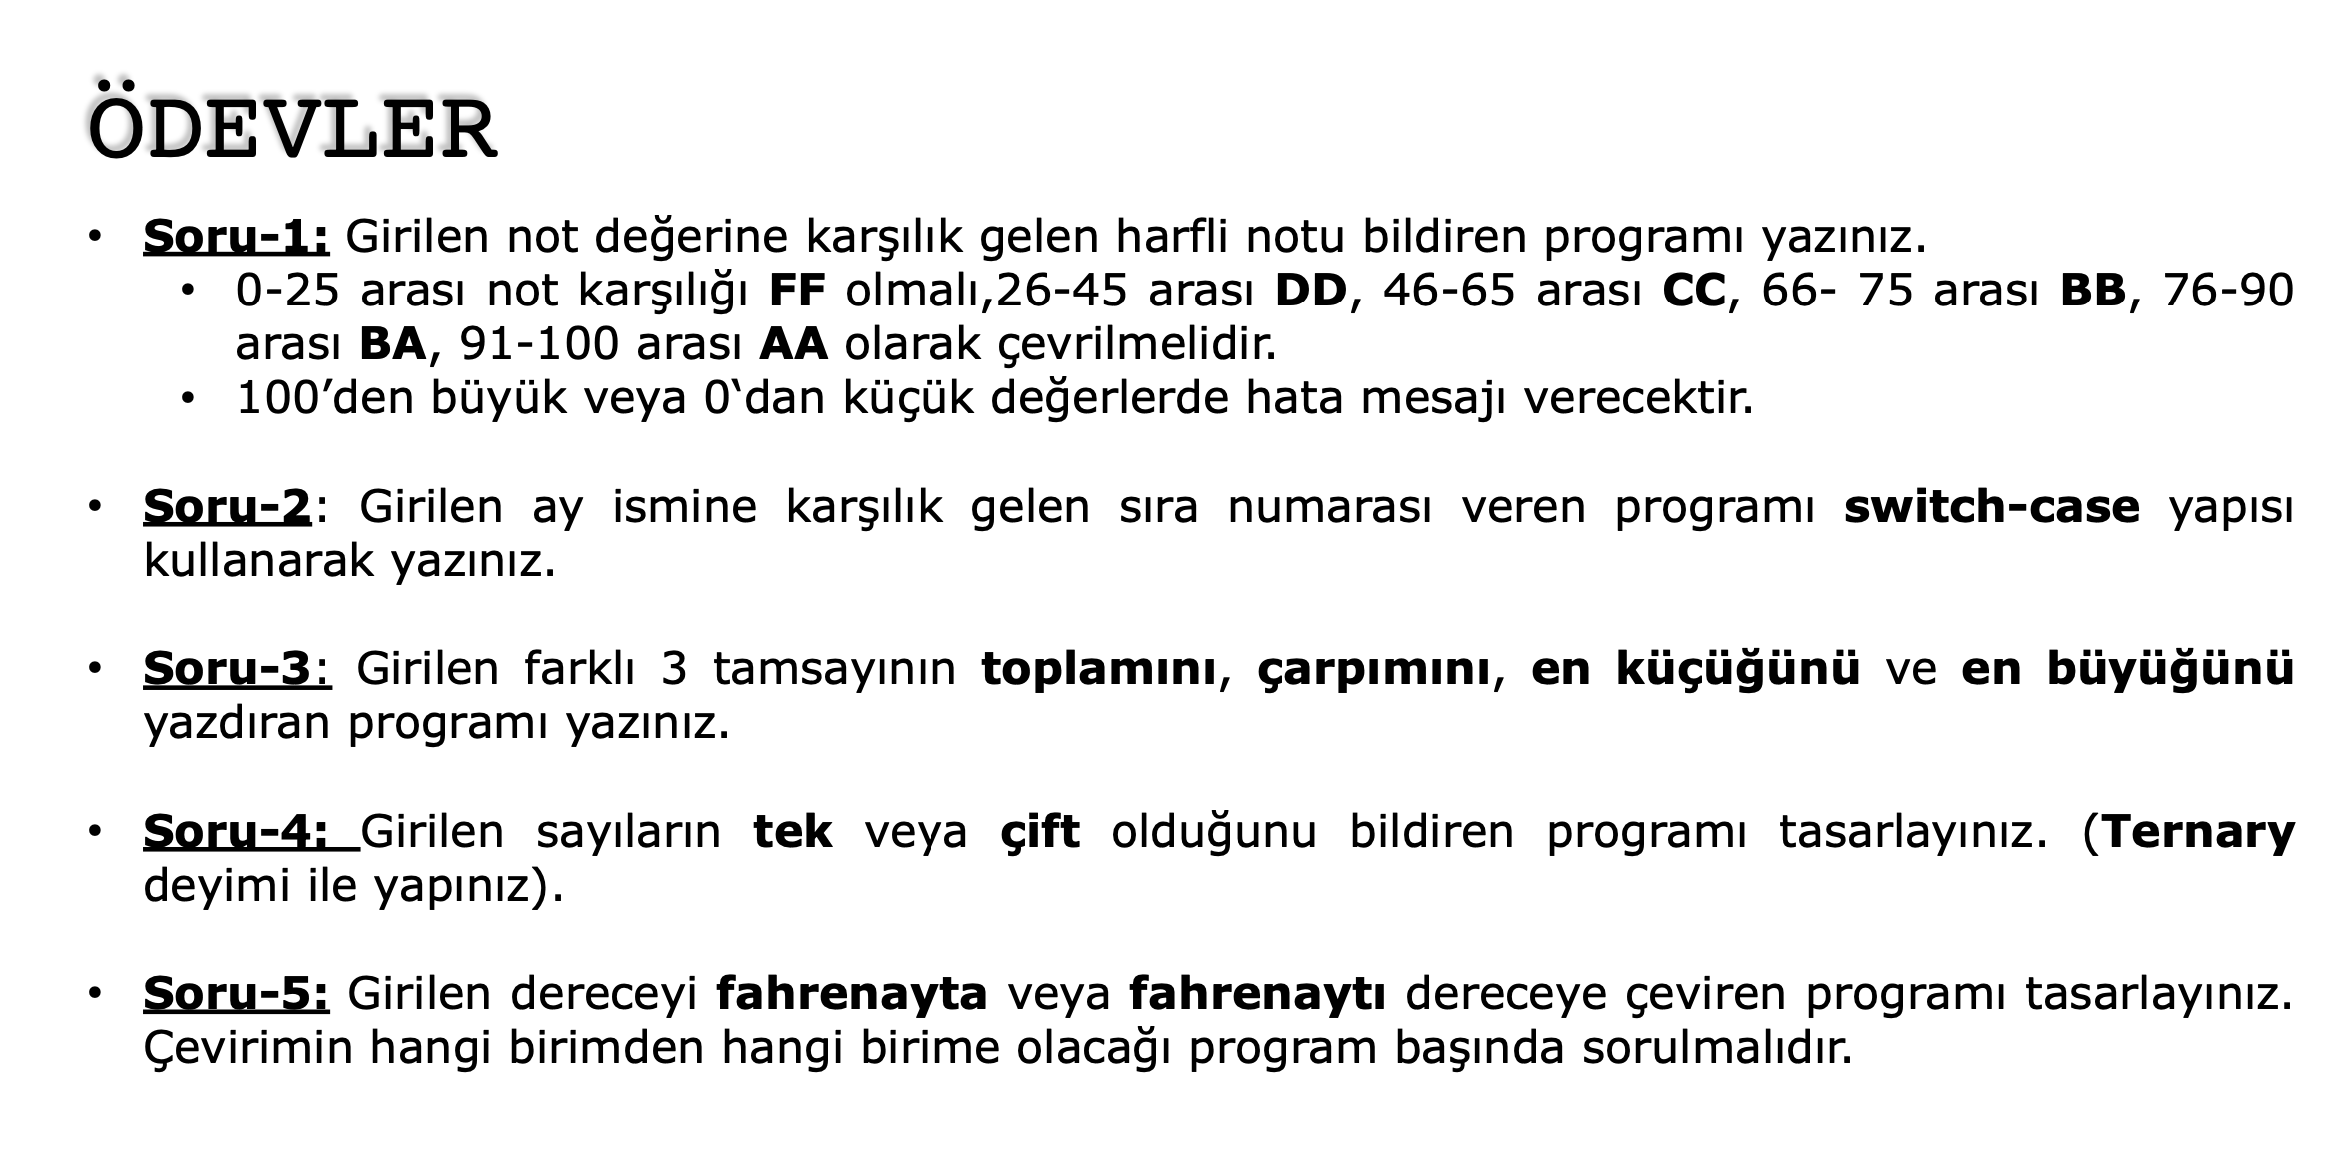 ÖDEVLER
• Soru-1: Girilen not değerine karşılık gelen harfli notu bildiren programı yazınız.
• 0-25 arası not karşılığı FF olmalı,26-45 arası DD, 46-65 arası CC, 66- 75 arası BB, 76-90
arası BA, 91-100 arası AA olarak çevrilmelidir.
• 100’den büyük veya 0‘dan küçük değerlerde hata mesajı verecektir.
• Soru-2: Girilen ay ismine karşılık gelen sıra numarası veren programı switch-case yapısı
kullanarak yazınız.
• Soru-3: Girilen farklı 3 tamsayının toplamını, çarpımını, en küçüğünü ve en büyüğünü
yazdıran programı yazınız.
• Soru-4: Girilen sayıların tek veya çift olduğunu bildiren programı tasarlayınız. (Ternary
deyimi ile yapınız).
• Soru-5: Girilen dereceyi fahrenayta veya fahrenaytı dereceye çeviren programı tasarlayınız.
Çevirimin hangi birimden hangi birime olacağı program başında sorulmalıdır.